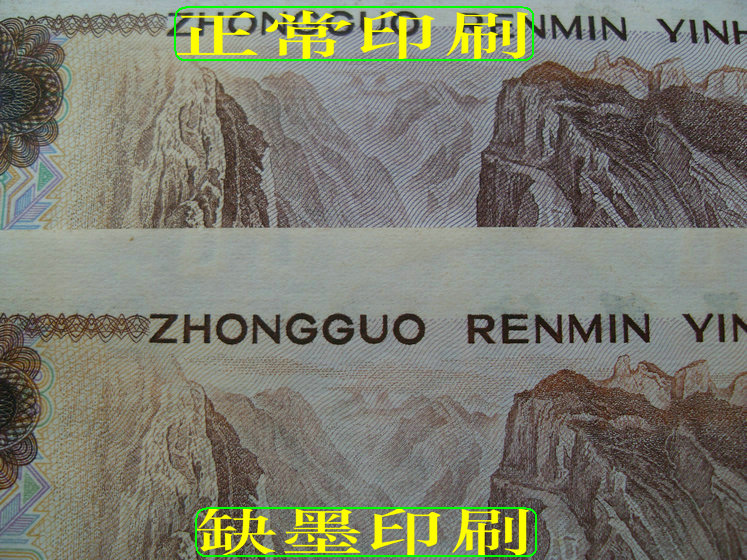 正常印刷
ZHONGGUO RENMIN YINH
ZHONGGUO RENMIN YIN
缺墨印刷